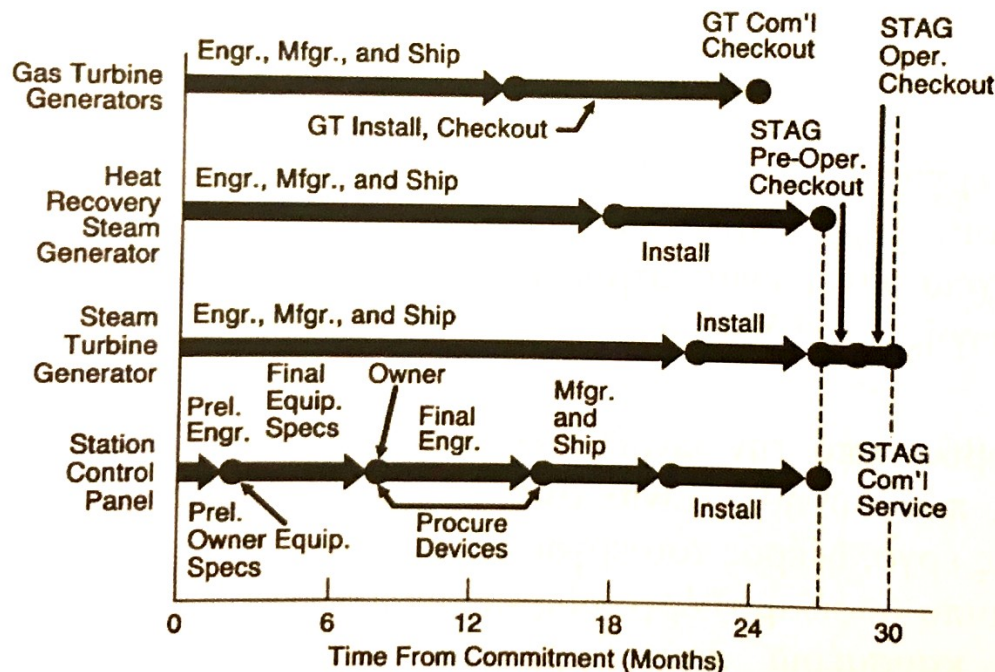 GT Com'l
Checkout
STAG
Oper.
Checkout
Gas Turbine
Generators
Engr., Mfgr., and Ship
GT Install, Checkout
STAG
Pre-Oper.
Checkout
Heat
Recovery
Steam
Generator
Engr., Mfgr., and Ship
Install
Steam
Turbine
Generator
Engr., Mfgr., and Ship
Install
Station
Control
Panel
Prel.
Engr.
Final
Equip.
Specs
Owner
Final
Engr.
Mfgr.
and
Ship
Prel.
Owner Equip.
Specs
Procure
Devices
Install
STAG
Com'l
Service
0 6 12 18 24 30
Time From Commitment (Months)